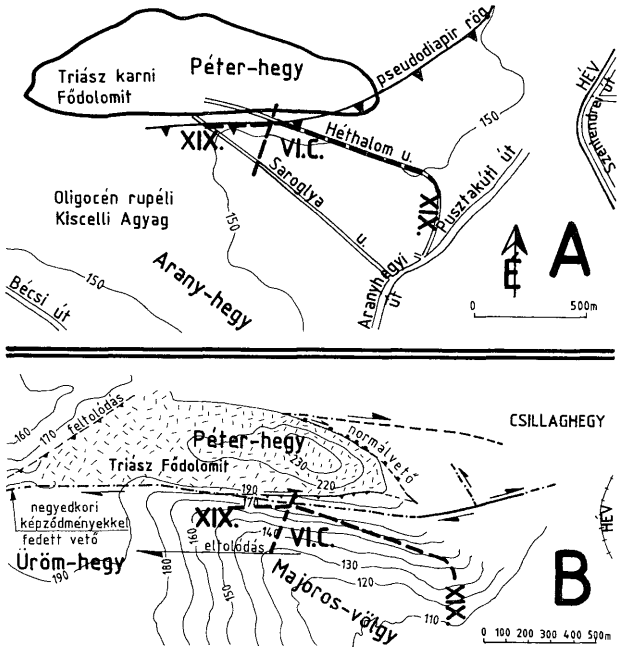 pseudodiapir rög
Péter-hegy
Triász karni
Fődolomit
HÉV
Szentendrei út
150
Héthalom u.
XIX.
VI.C.
Saroglya u.
Oligocén rupéli
Kiscelli Agyag
150
XIX.
Pusztakúti út
Aranyhegyi út
É
A
150
Bécsi út
Arany-hegy
0 500m
160
170
feltolódás
CSILLAGHEGY
Péter-hegy
normálvető
230
Triász Fődolomit
220
190
170
negyedkori
képződményekkel
fedett vető
XIX.
VI.C.
140
160
HÉV
Üröm-hegy
eltolódás
130
190
180
150
120
Majoros-völgy
110
XIX.
B
0 100 200 300 400 500m